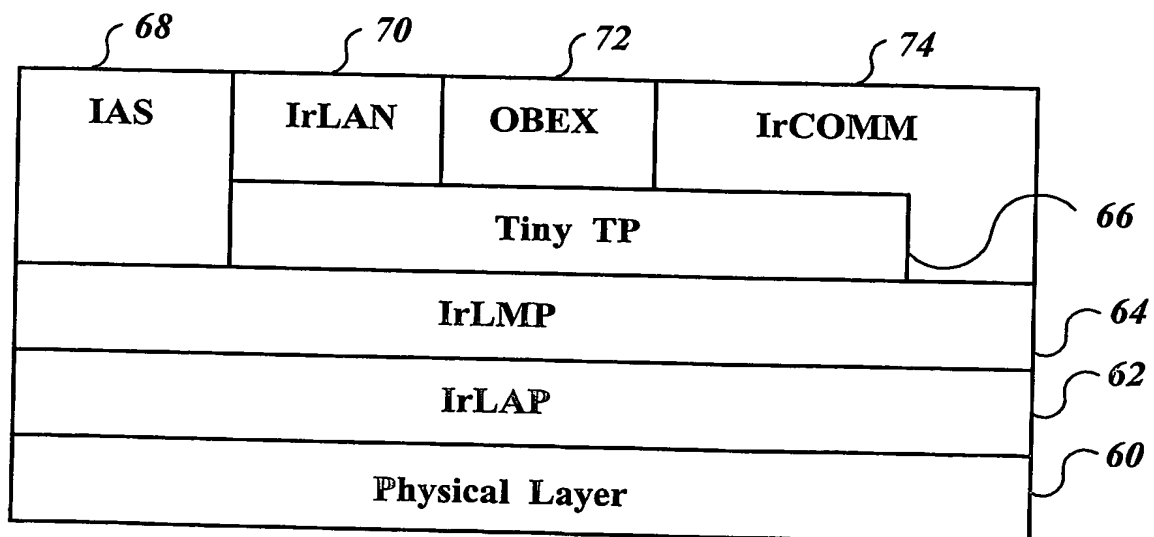 68 70 72 74
IAS IrLAN OBEX IrCOMM
Tiny TP 66
IrLMP 64
IrLAP 62
Physical Layer 60